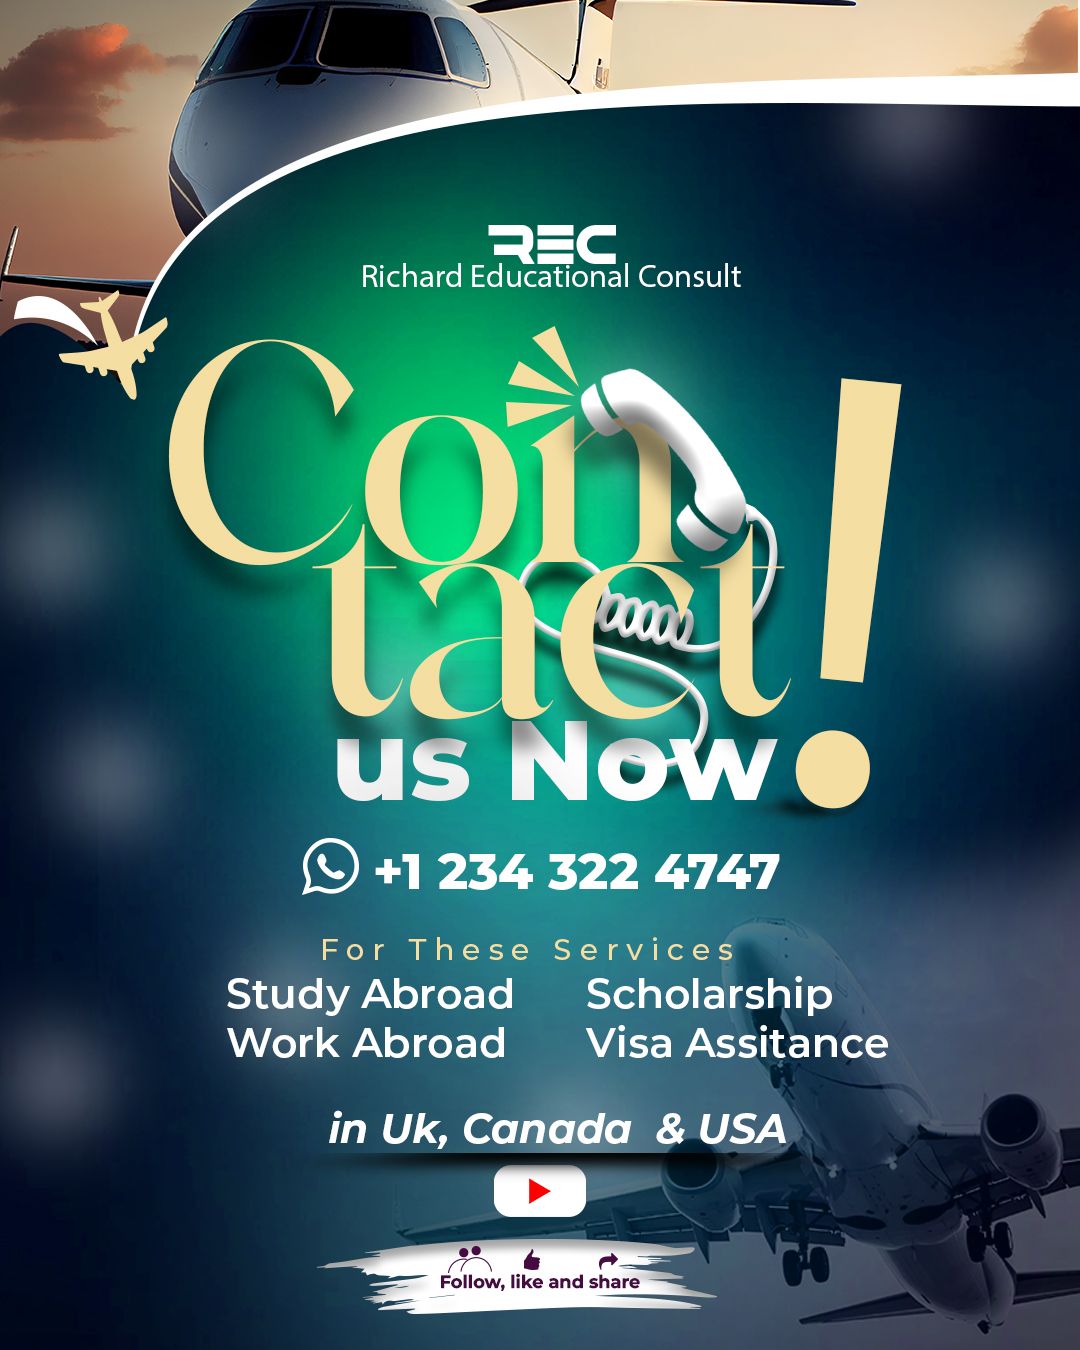 REC
Richard Educational Consult
Con
tact!
us Now
+1 234 322 4747
For These Services
Study Abroad Scholarship
Work Abroad Visa Assitance
in Uk, Canada & USA
Follow, like and share